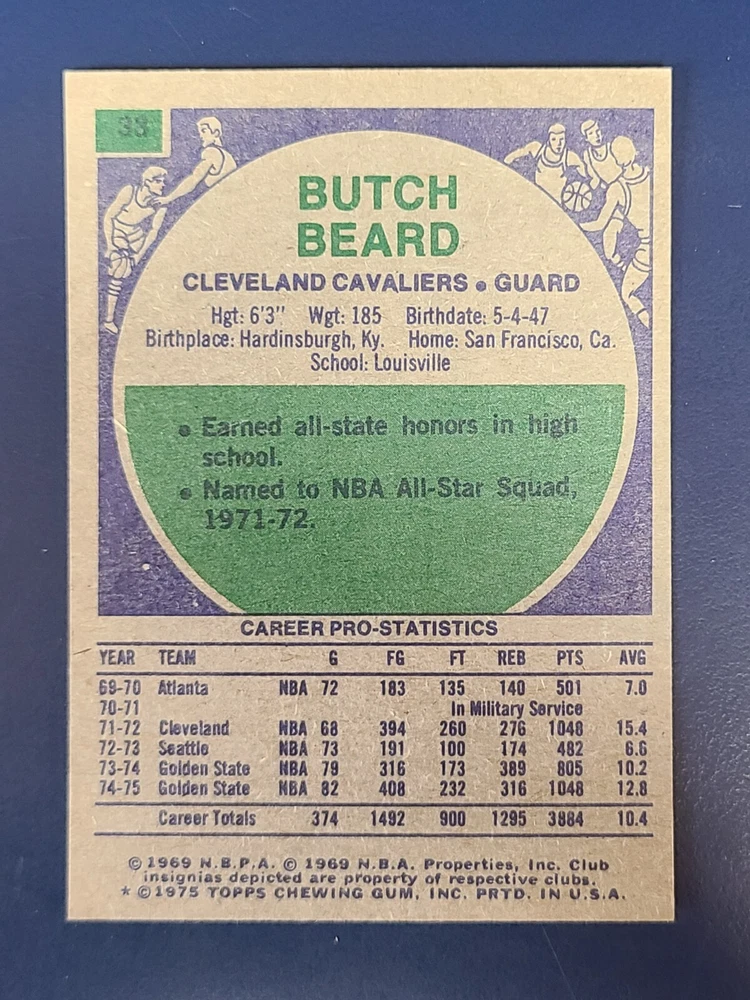 33
BUTCH
BEARD
CLEVELAND CAVALIERS • GUARD
Hgt: 6'3" Wgt: 185 Birthdate: 5-4-47
Birthplace: Hardinsburgh, Ky. Home: San Francisco, Ca.
School: Louisville
• Earned all-state honors in high
school.
• Named to NBA All-Star Squad,
1971-72.
CAREER PRO-STATISTICS
YEAR TEAM G FG FT REB PTS AVG
69-70 Atlanta NBA 72 183 135 140 501 7.0
70-71 In Military Service
71-72 Cleveland NBA 68 394 260 276 1048 15.4
72-73 Seattle NBA 73 191 100 174 482 6.6
73-74 Golden State NBA 79 316 173 389 805 10.2
74-75 Golden State NBA 82 408 232 316 1048 12.8
Career Totals 374 1492 900 1295 3884 10.4
© 1969 N.B.P.A. © 1969 N.B.A. Properties, Inc. Club
insignias depicted are property of respective clubs.
* © 1975 TOPPS CHEWING GUM, INC. PRTD. IN U.S.A.